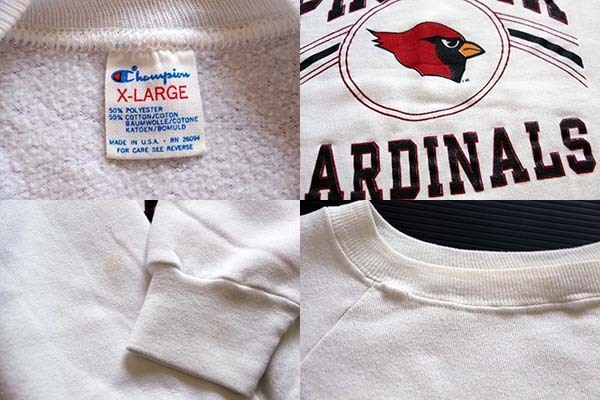 Champion
X-LARGE
50% POLYESTER
50% COTTON/COTON
BAUMWOLLE/COTONE
KATOEN/BOMULD
MADE IN U.S.A. • RN 26094
FOR CARE SEE REVERSE
ARDINALS